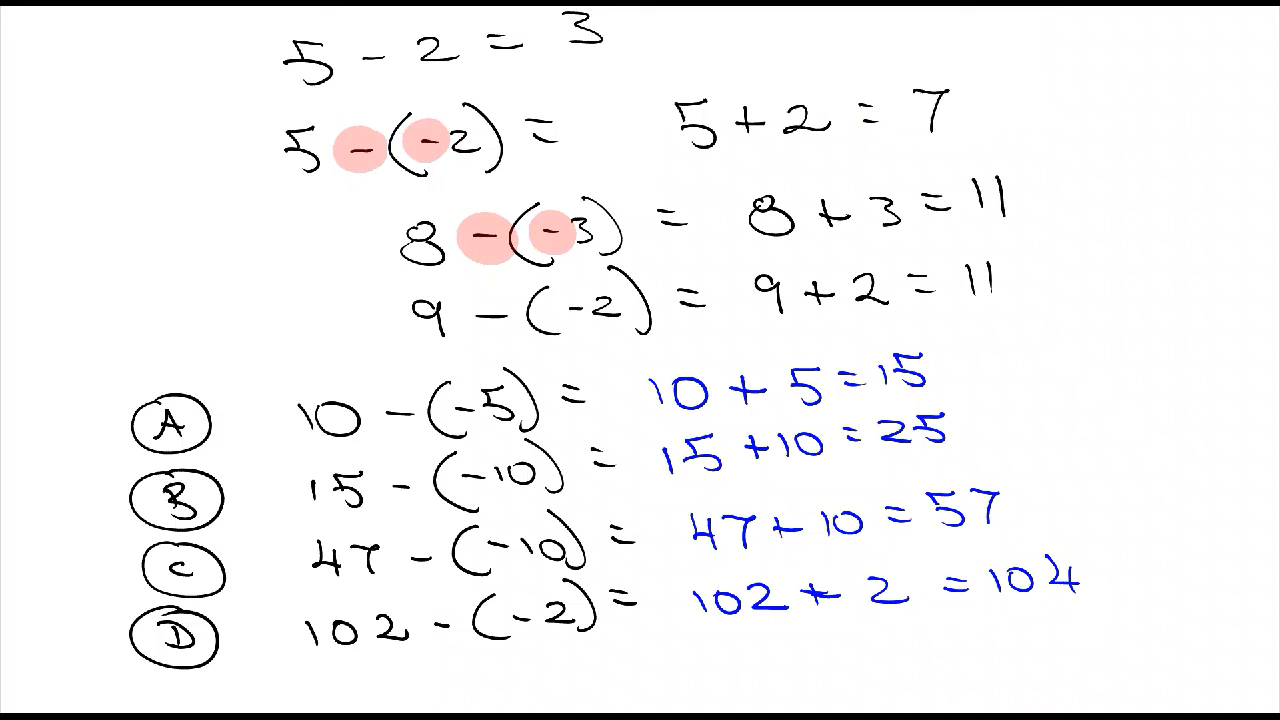 5 - 2 = 3
5 - (-2) = 5 + 2 = 7
8 - (-3) = 8 + 3 = 11
9 - (-2) = 9 + 2 = 11
A 10 - (-5) = 10 + 5 = 15
B 15 - (-10) = 15 + 10 = 25
C 47 - (-10) = 47 + 10 = 57
D 102 - (-2) = 102 + 2 = 104